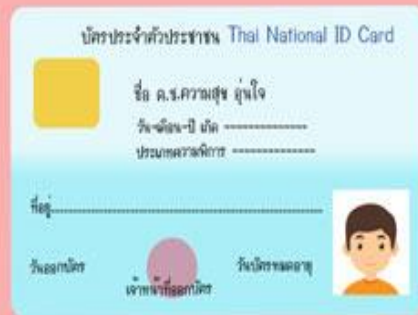 บัตรประจำตัวประชาชน Thai National ID Card
ชื่อ ด.ช.ความสุข อุ่นใจ
วัน-เดือน-ปี เกิด ---------------
ประเภทความพิการ ---------------
ที่อยู่......................................................
วันออกบัตร
เจ้าหน้าที่ออกบัตร
วันบัตรหมดอายุ